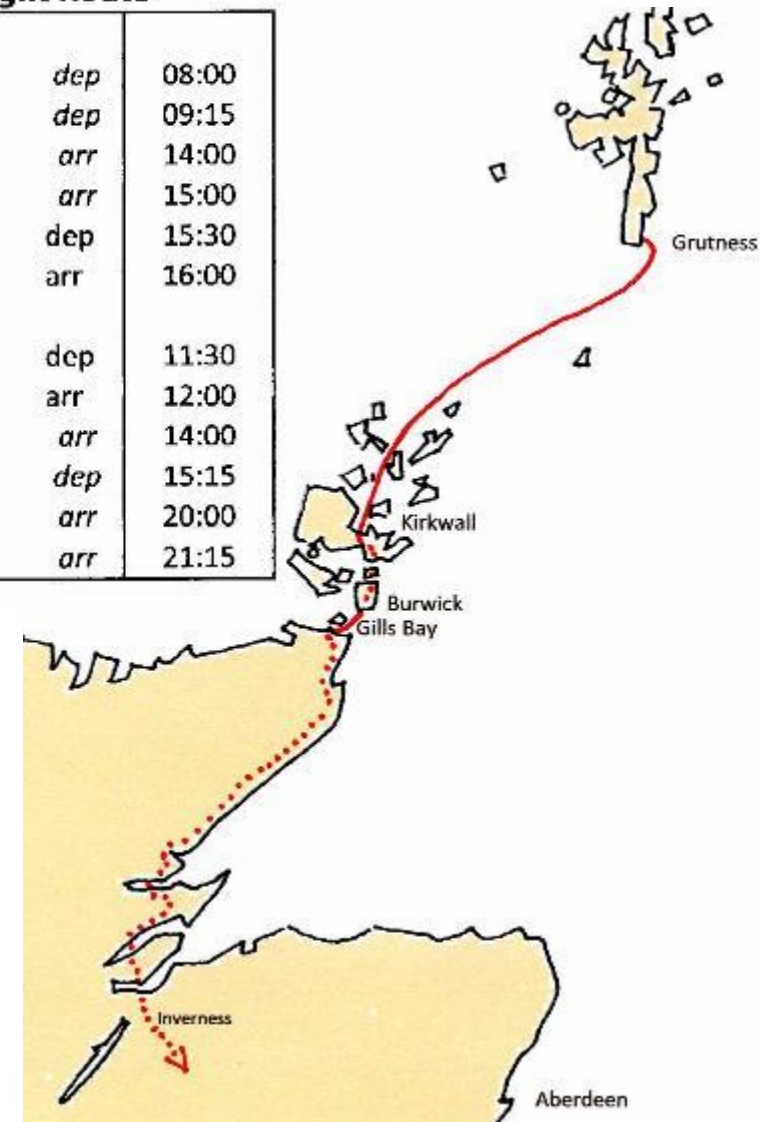 dep 08:00
dep 09:15
arr 14:00
arr 15:00
dep 15:30
arr 16:00
dep 11:30
arr 12:00
arr 14:00
dep 15:15
arr 20:00
arr 21:15
Grutness
Kirkwall
Burwick
Gills Bay
Inverness
Aberdeen